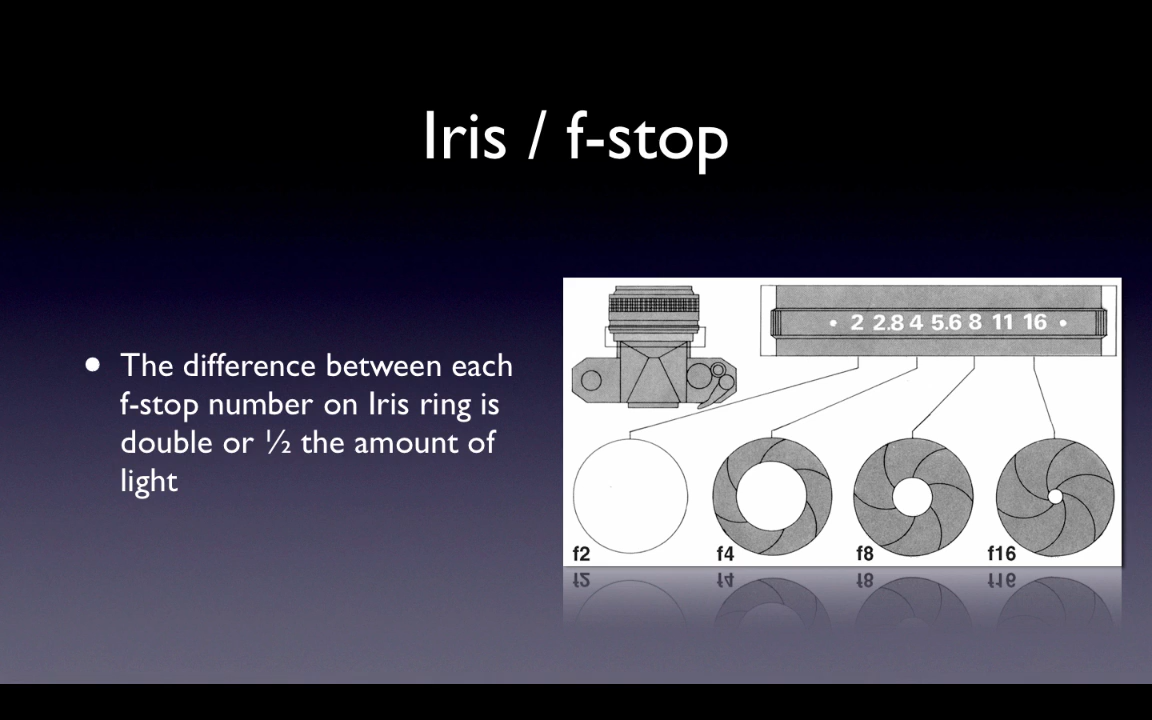 Iris / f-stop
• The difference between each
f-stop number on Iris ring is
double or ½ the amount of
light
• 2 2.8 4 5.6 8 11 16 •
f2 f4 f8 f16